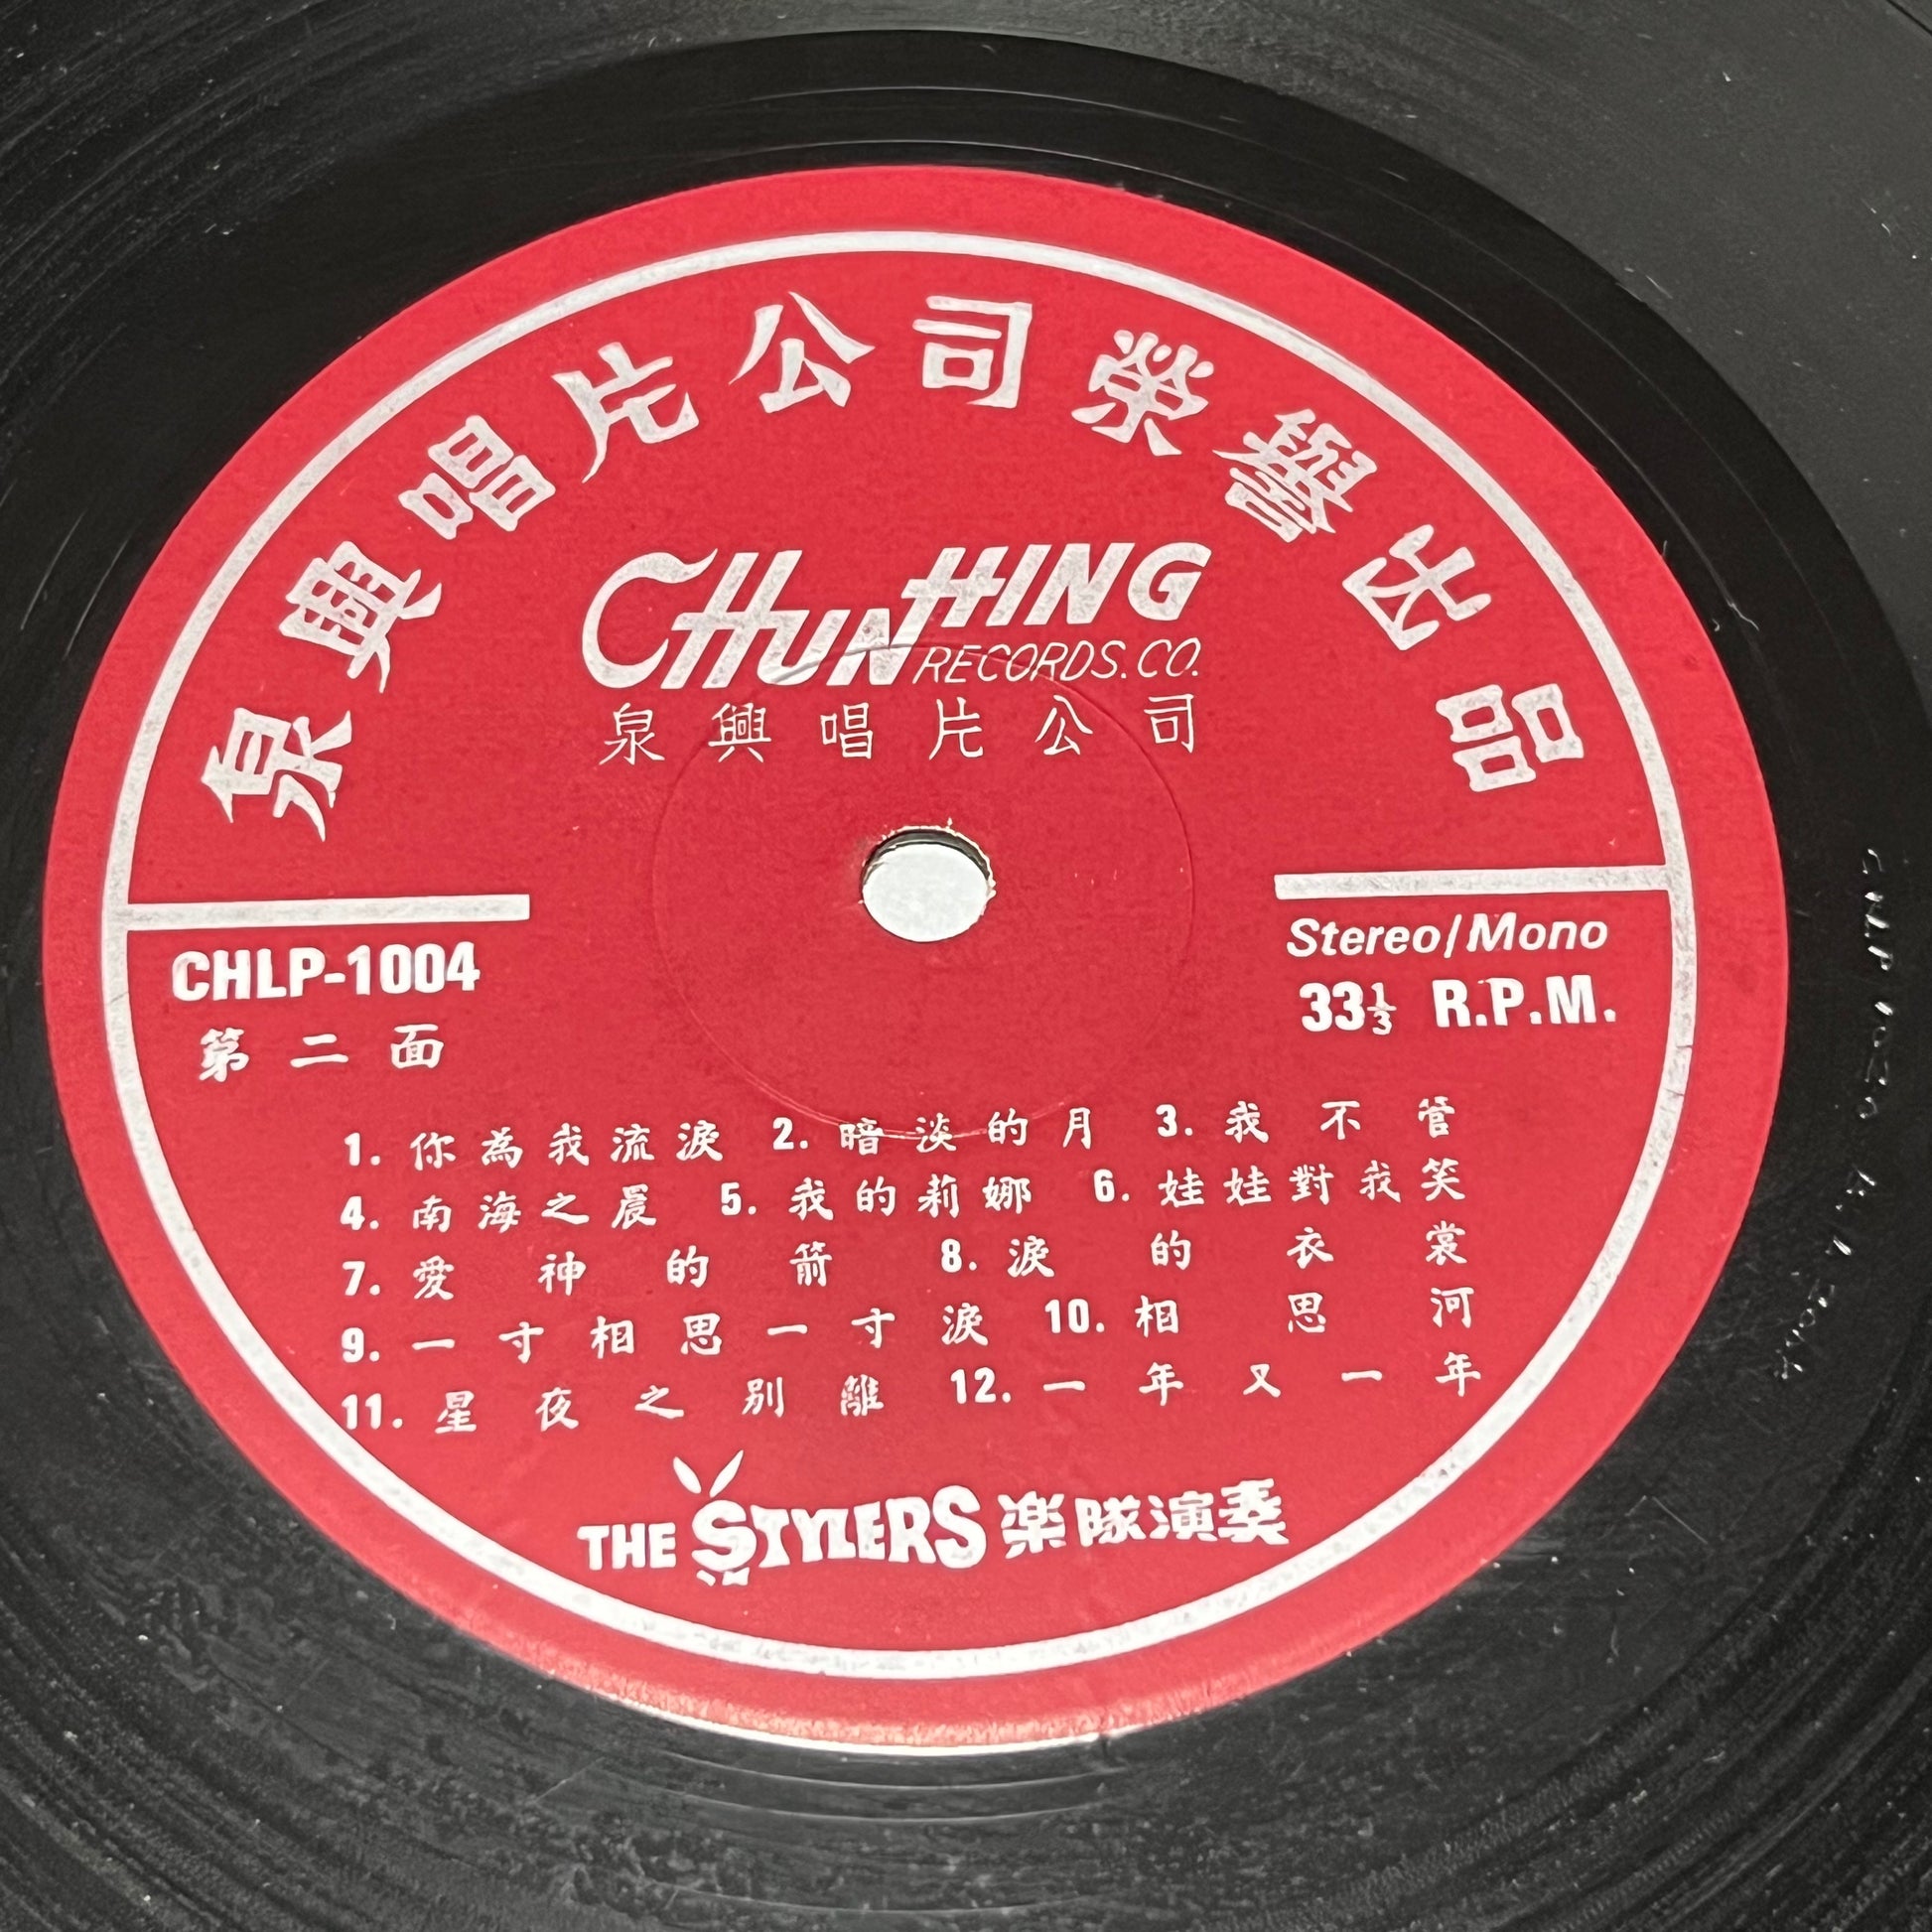 泉興唱片公司榮譽出品
CHUN HING
RECORDS. CO.
泉興唱片公司
CHLP-1004
第二面
Stereo/Mono
33⅓ R.P.M.
1. 你為我流淚 2. 暗淡的月 3. 我不管
4. 南海之晨 5. 我的莉娜 6. 娃娃對我笑
7. 愛神的箭 8. 淚的衣裳
9. 一寸相思一寸淚 10. 相思河
11. 星夜之別離 12. 一年又一年
THE STYLERS 楽隊演奏